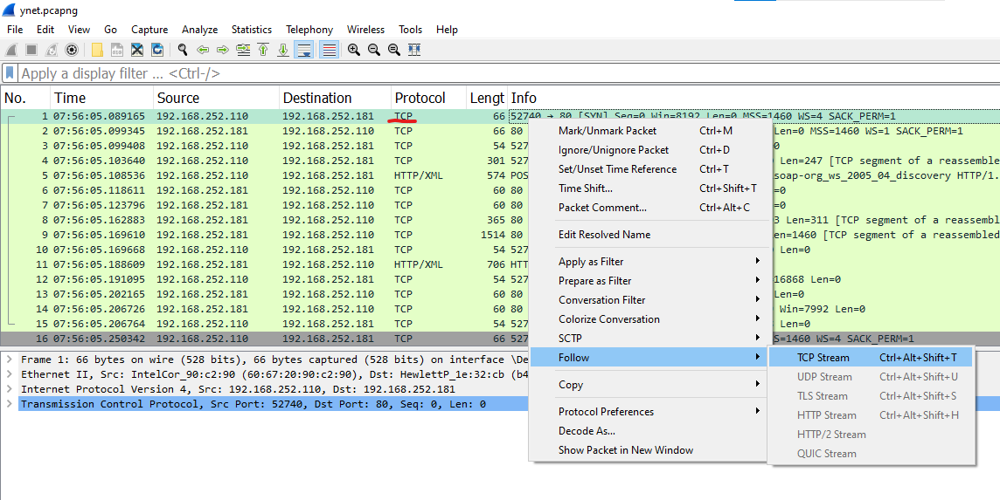 ynet.pcapng
File Edit View Go Capture Analyze Statistics Telephony Wireless Tools Help
Apply a display filter ... <Ctrl-/>
No. Time Source Destination Protocol Lengt Info
1 07:56:05.089165 192.168.252.110 192.168.252.181 TCP 66 52740 → 80 [SYN] Seq=0 Win=8192 Len=0 MSS=1460 WS=4 SACK_PERM=1
2 07:56:05.099345 192.168.252.181 192.168.252.110 TCP 66 80 Len=0 MSS=1460 WS=1 SACK_PERM=1
3 07:56:05.099408 192.168.252.110 192.168.252.181 TCP 54 527
4 07:56:05.103640 192.168.252.110 192.168.252.181 TCP 301 527 Len=247 [TCP segment of a reassemble
5 07:56:05.108536 192.168.252.110 192.168.252.181 HTTP/XML 574 POS soap-org_ws_2005_04_discovery HTTP/1.
6 07:56:05.118611 192.168.252.181 192.168.252.110 TCP 60 80 =0
7 07:56:05.123796 192.168.252.181 192.168.252.110 TCP 60 80 =0
8 07:56:05.162883 192.168.252.181 192.168.252.110 TCP 365 80 3 Len=311 [TCP segment of a reassembl
9 07:56:05.169610 192.168.252.181 192.168.252.110 TCP 1514 80 en=1460 [TCP segment of a reassembled
10 07:56:05.169668 192.168.252.110 192.168.252.181 TCP 54 527 Len=0
11 07:56:05.188609 192.168.252.181 192.168.252.110 HTTP/XML 706 HTT
12 07:56:05.191095 192.168.252.110 192.168.252.181 TCP 54 527 16868 Len=0
13 07:56:05.202165 192.168.252.181 192.168.252.110 TCP 60 80 Len=0
14 07:56:05.206726 192.168.252.181 192.168.252.110 TCP 60 80 Win=7992 Len=0
15 07:56:05.206764 192.168.252.110 192.168.252.181 TCP 54 527 Len=0
16 07:56:05.250342 192.168.252.110 192.168.252.181 TCP 66 527 S=1460 WS=4 SACK_PERM=1
Mark/Unmark Packet Ctrl+M
Ignore/Unignore Packet Ctrl+D
Set/Unset Time Reference Ctrl+T
Time Shift... Ctrl+Shift+T
Packet Comment... Ctrl+Alt+C
Edit Resolved Name
Apply as Filter
Prepare as Filter
Conversation Filter
Colorize Conversation
SCTP
Follow
Copy
Protocol Preferences
Decode As...
Show Packet in New Window
TCP Stream Ctrl+Alt+Shift+T
UDP Stream Ctrl+Alt+Shift+U
TLS Stream Ctrl+Alt+Shift+S
HTTP Stream Ctrl+Alt+Shift+H
HTTP/2 Stream
QUIC Stream
Frame 1: 66 bytes on wire (528 bits), 66 bytes captured (528 bits) on interface \De
Ethernet II, Src: IntelCor_90:c2:90 (60:67:20:90:c2:90), Dst: HewlettP_1e:32:cb (b4
Internet Protocol Version 4, Src: 192.168.252.110, Dst: 192.168.252.181
Transmission Control Protocol, Src Port: 52740, Dst Port: 80, Seq: 0, Len: 0